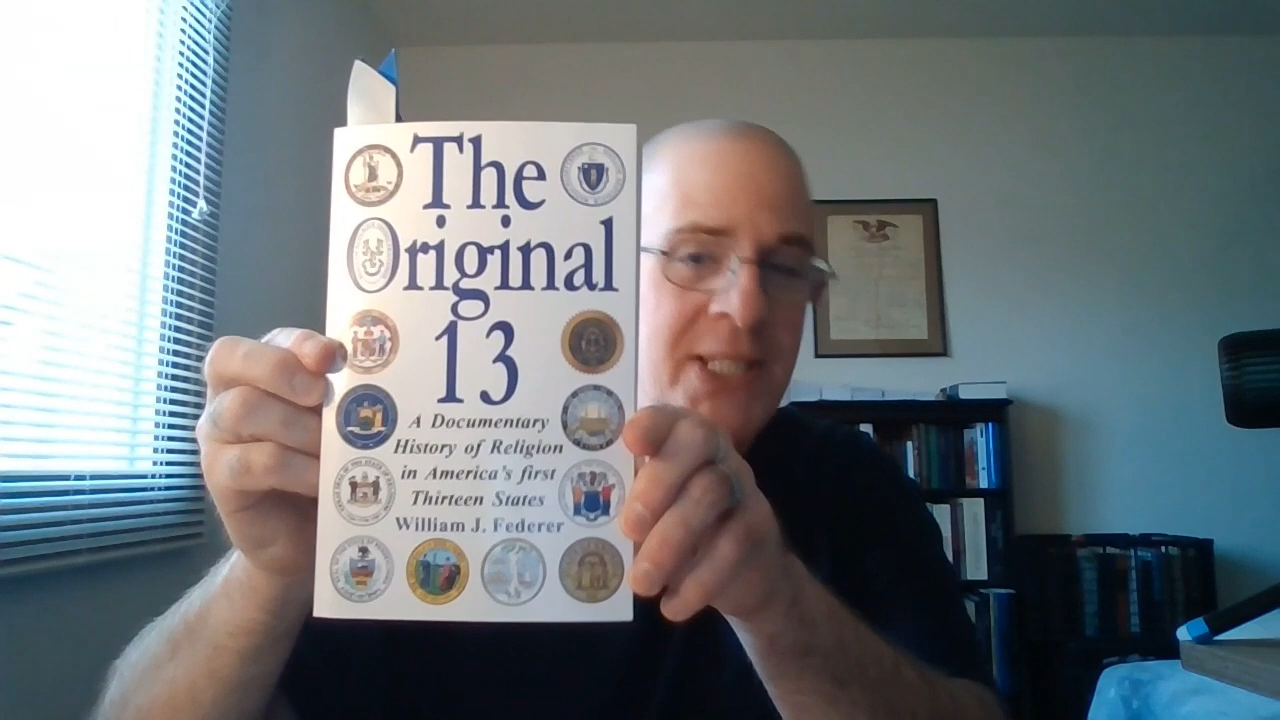 The
Original
13
A Documentary
History of Religion
in America's first
Thirteen States
William J. Federer